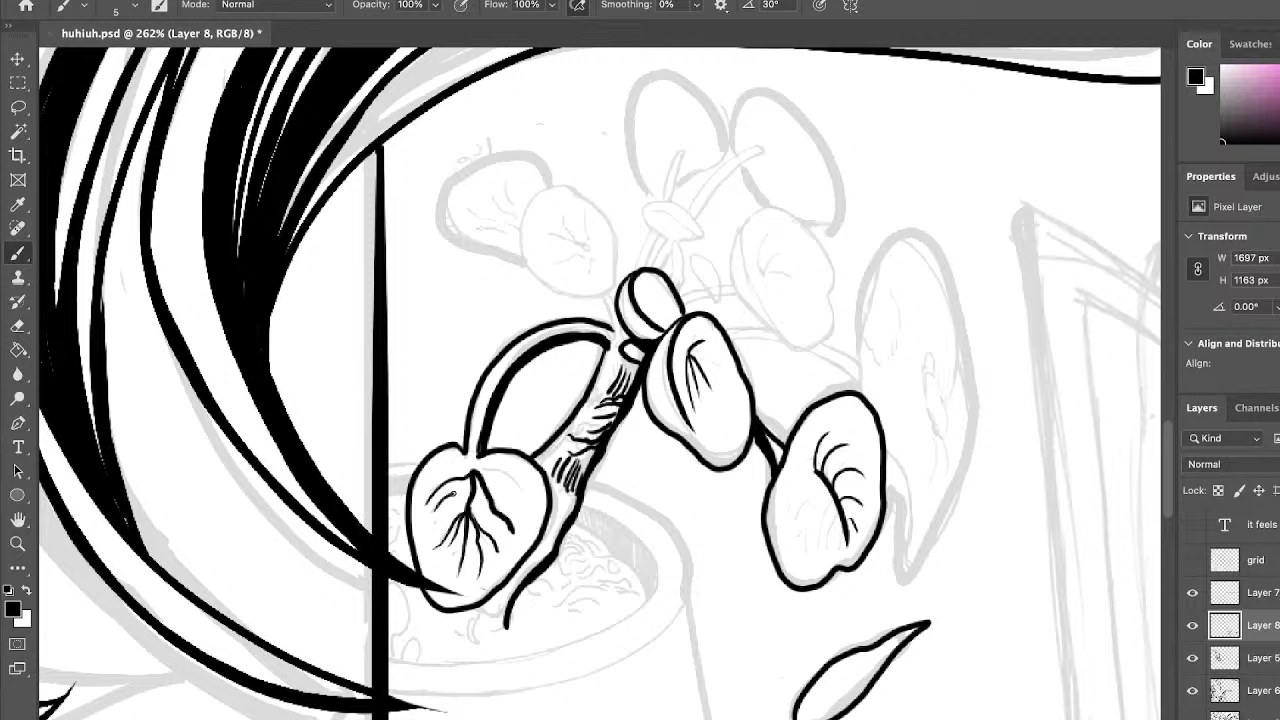 5 Mode: Normal Opacity: 100% Flow: 100% Smoothing: 0% 30°
huhiuh.psd @ 262% (Layer 8, RGB/8) *
Color Swatches
Properties Adjus
Pixel Layer
Transform
W 1697 px
H 1163 px
0.00°
Align and Distrib
Align:
Layers Channels
Kind
Normal
Lock:
it feels
grid
Layer 7
Layer 8
Layer 5
Layer 6